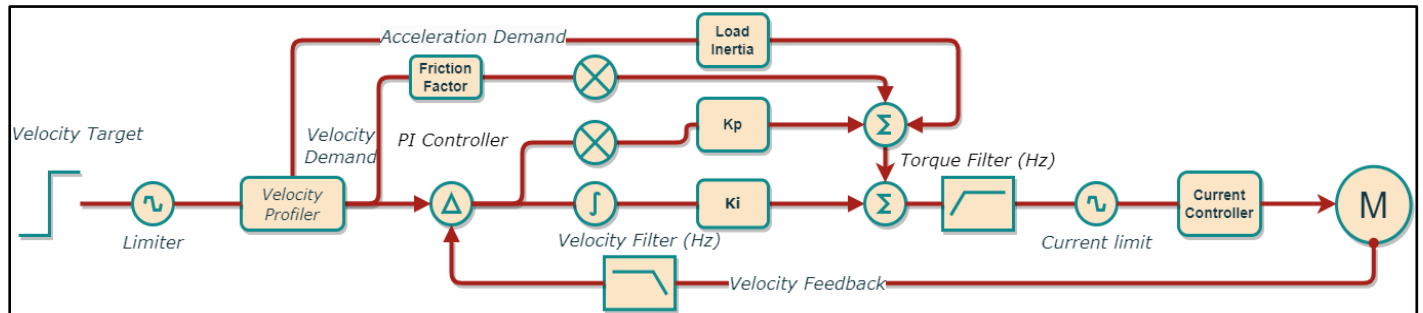 Acceleration Demand
Load
Inertia
Friction
Factor
Velocity Target
Velocity
Demand
PI Controller
Kp
Σ
Torque Filter (Hz)
Velocity
Profiler
Limiter
Δ
∫
Ki
Σ
Current
Controller
M
Velocity Filter (Hz)
Current limit
Velocity Feedback